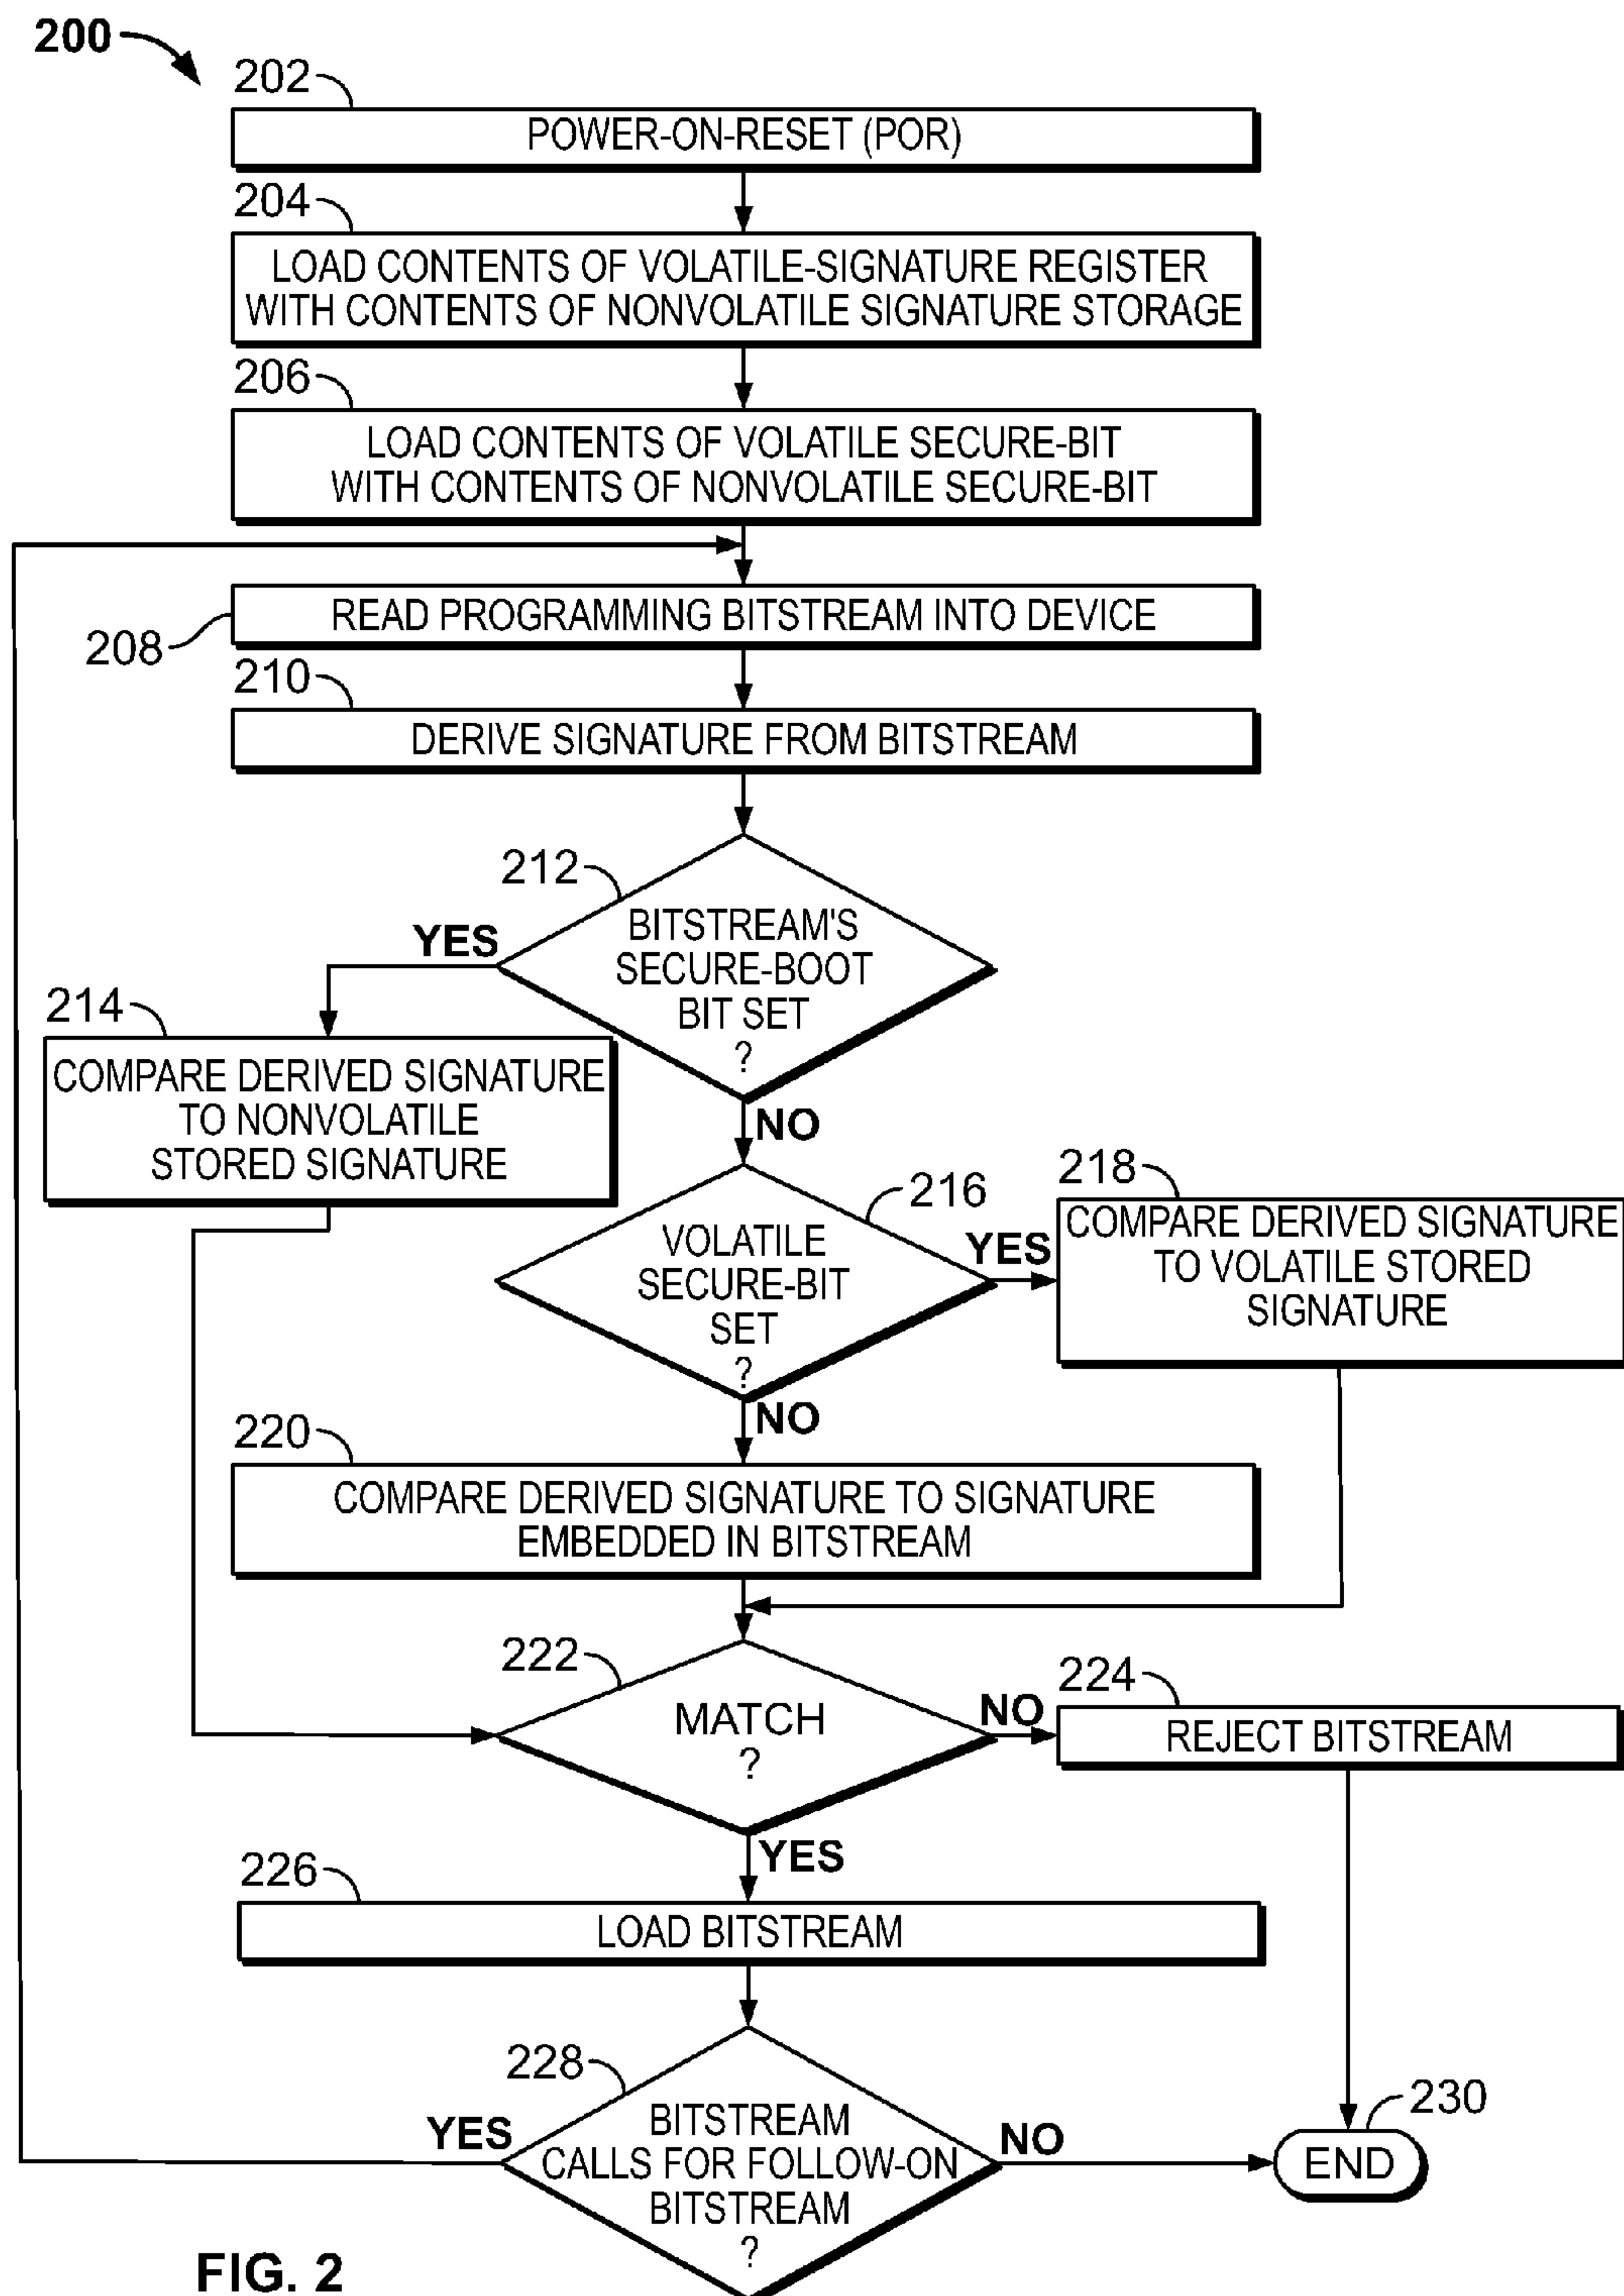 200
202
POWER-ON-RESET (POR)
204
LOAD CONTENTS OF VOLATILE-SIGNATURE REGISTER
WITH CONTENTS OF NONVOLATILE SIGNATURE STORAGE
206
LOAD CONTENTS OF VOLATILE SECURE-BIT
WITH CONTENTS OF NONVOLATILE SECURE-BIT
READ PROGRAMMING BITSTREAM INTO DEVICE
208
210
DERIVE SIGNATURE FROM BITSTREAM
212
BITSTREAM'S
SECURE-BOOT
BIT SET
?
YES
NO
214
COMPARE DERIVED SIGNATURE
TO NONVOLATILE
STORED SIGNATURE
216
VOLATILE
SECURE-BIT
SET
?
YES
NO
218
COMPARE DERIVED SIGNATURE
TO VOLATILE STORED
SIGNATURE
220
COMPARE DERIVED SIGNATURE TO SIGNATURE
EMBEDDED IN BITSTREAM
222
MATCH
?
NO
YES
224
REJECT BITSTREAM
226
LOAD BITSTREAM
228
BITSTREAM
CALLS FOR FOLLOW-ON
BITSTREAM
?
YES
NO
230
END
FIG. 2